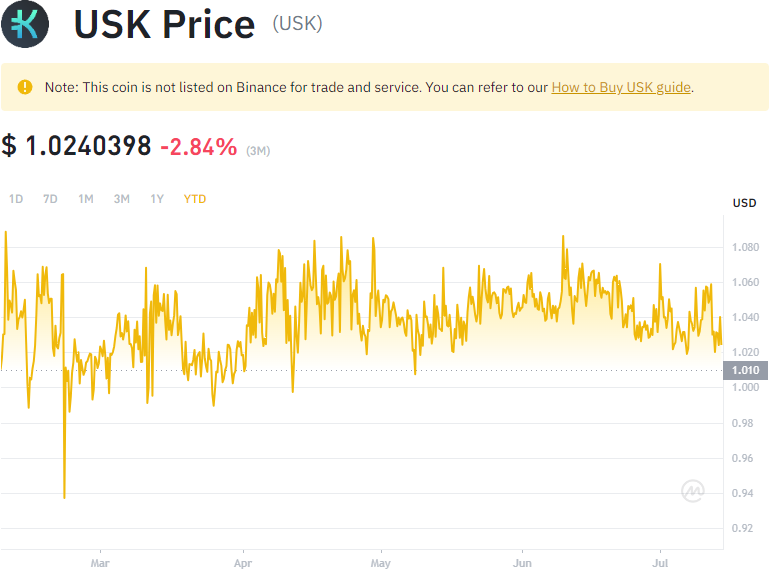 USK Price (USK)
Note: This coin is not listed on Binance for trade and service. You can refer to our How to Buy USK guide.
$ 1.0240398 -2.84% (3M)
1D 7D 1M 3M 1Y YTD
USD
1.080
1.060
1.040
1.020
1.010
1.000
0.98
0.96
0.94
0.92
Mar Apr May Jun Jul